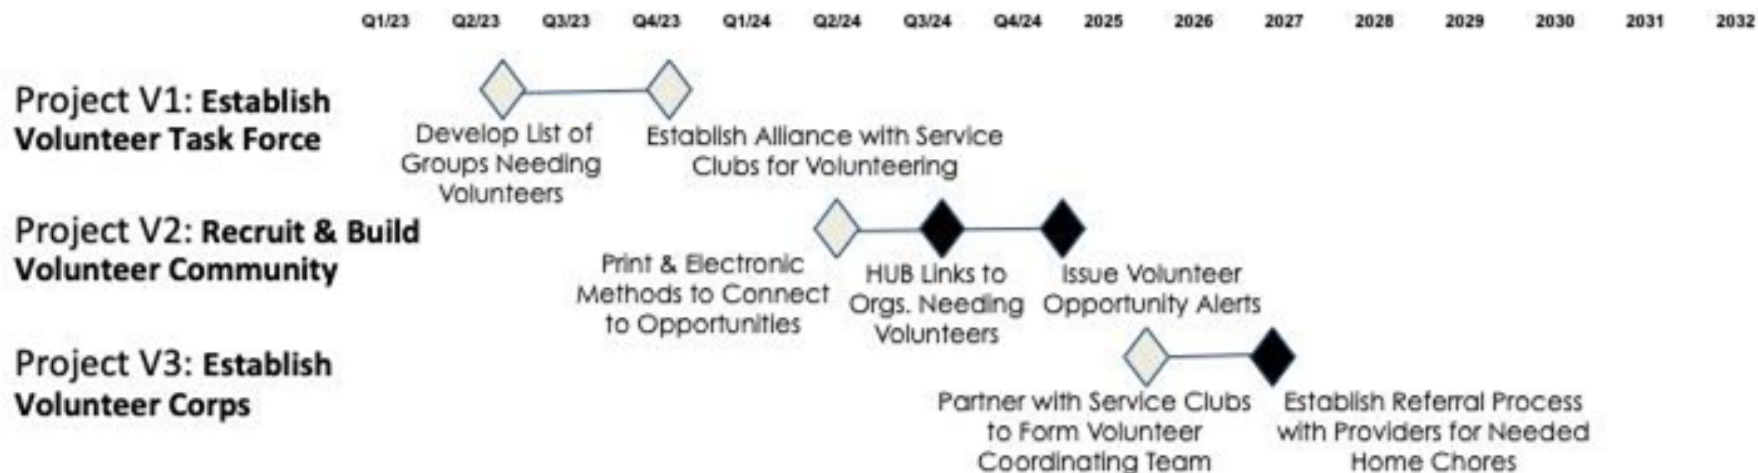 Q1/23 Q2/23 Q3/23 Q4/23 Q1/24 Q2/24 Q3/24 Q4/24 2025 2026 2027 2028 2029 2030 2031 2032
Project V1: Establish
Volunteer Task Force
Develop List of
Groups Needing
Volunteers
Establish Alliance with Service
Clubs for Volunteering
Project V2: Recruit & Build
Volunteer Community
Print & Electronic
Methods to Connect
to Opportunities
HUB Links to
Orgs. Needing
Volunteers
Issue Volunteer
Opportunity Alerts
Project V3: Establish
Volunteer Corps
Partner with Service Clubs
to Form Volunteer
Coordinating Team
Establish Referral Process
with Providers for Needed
Home Chores